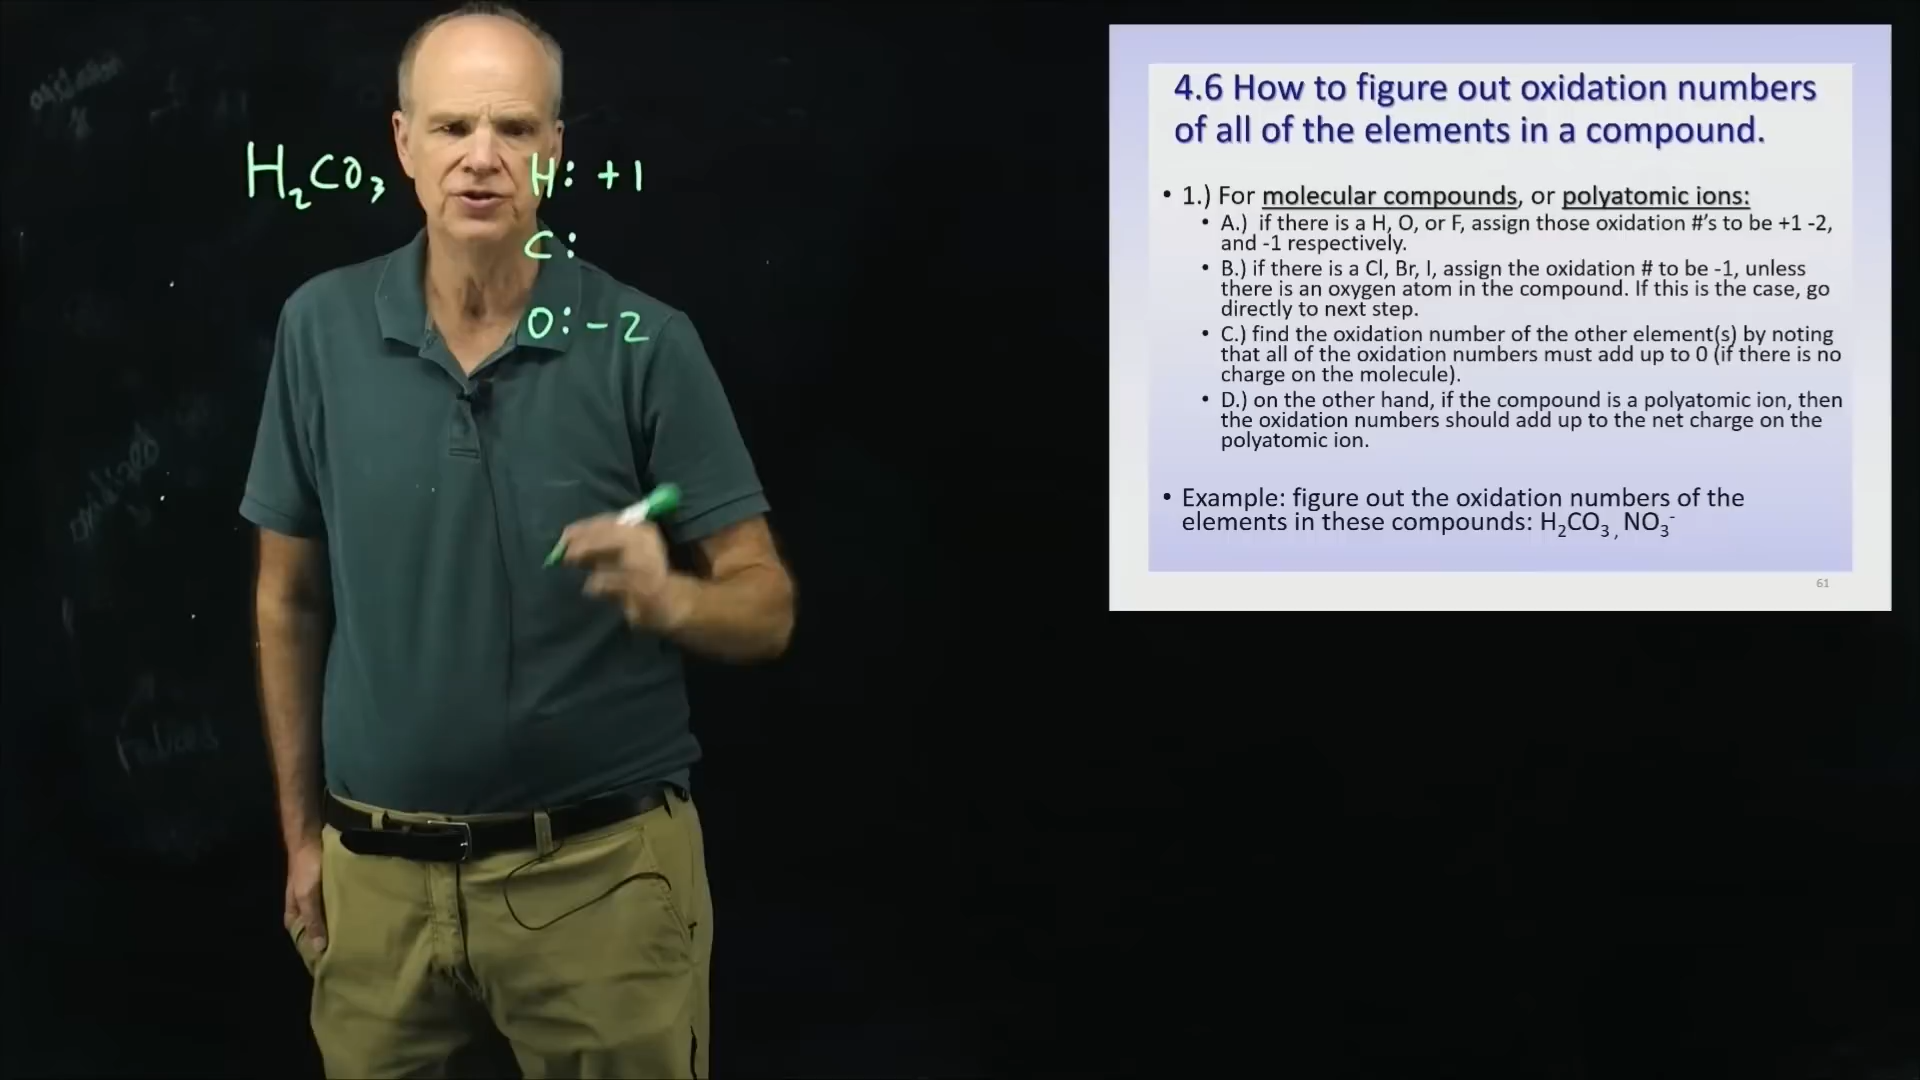 H₂CO₃
H: +1
C:
O: -2
4.6 How to figure out oxidation numbers
of all of the elements in a compound.
• 1.) For molecular compounds, or polyatomic ions:
• A.) if there is a H, O, or F, assign those oxidation #'s to be +1 -2,
and -1 respectively.
• B.) if there is a Cl, Br, I, assign the oxidation # to be -1, unless
there is an oxygen atom in the compound. If this is the case, go
directly to next step.
• C.) find the oxidation number of the other element(s) by noting
that all of the oxidation numbers must add up to 0 (if there is no
charge on the molecule).
• D.) on the other hand, if the compound is a polyatomic ion, then
the oxidation numbers should add up to the net charge on the
polyatomic ion.
• Example: figure out the oxidation numbers of the
elements in these compounds: H₂CO₃ , NO₃⁻
61
oxidized